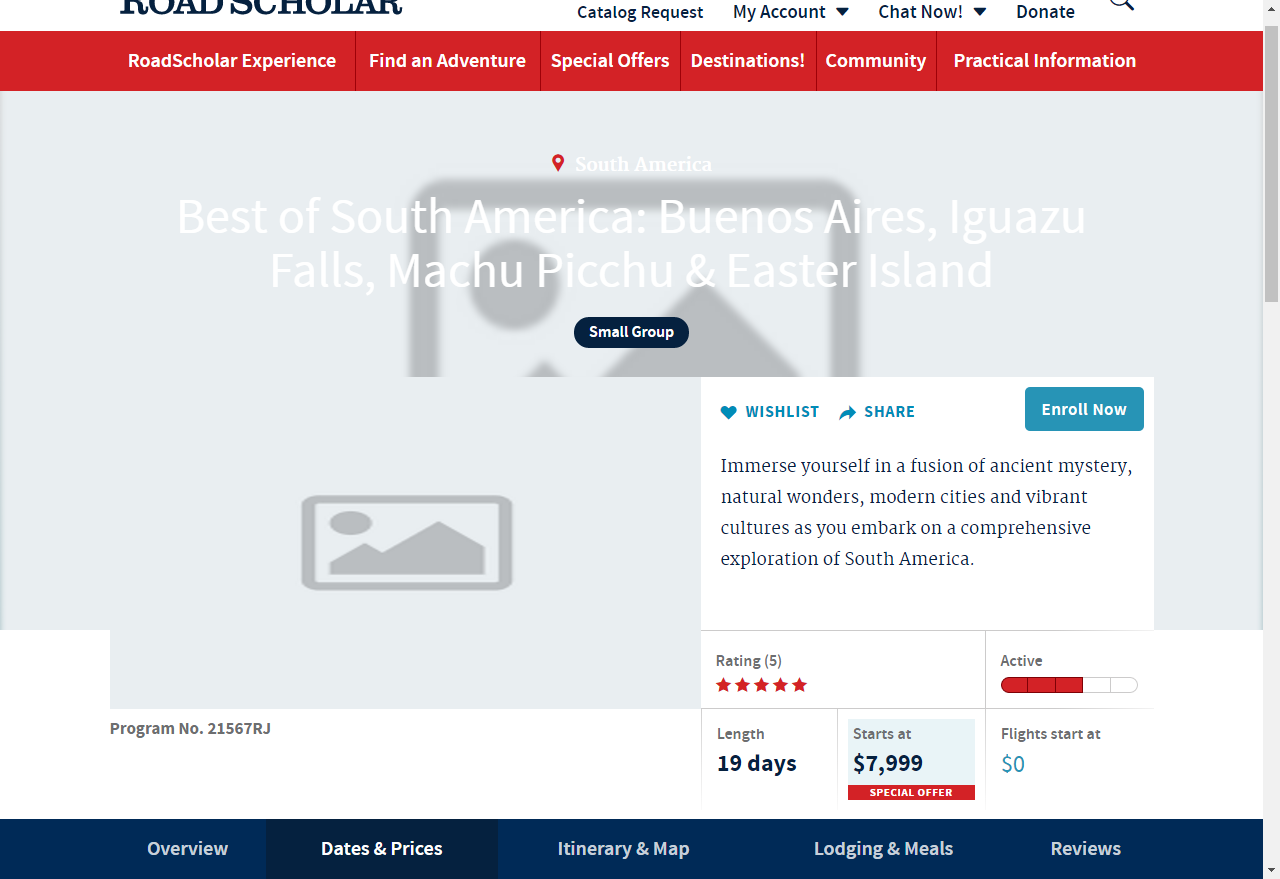 ROAD SCHOLAR
Catalog Request
My Account
Chat Now!
Donate
RoadScholar Experience
Find an Adventure
Special Offers
Destinations!
Community
Practical Information
South America
Best of South America: Buenos Aires, Iguazu
Falls, Machu Picchu & Easter Island
Small Group
WISHLIST
SHARE
Enroll Now
Immerse yourself in a fusion of ancient mystery,
natural wonders, modern cities and vibrant
cultures as you embark on a comprehensive
exploration of South America.
Rating (5)
Active
Program No. 21567RJ
Length
19 days
Starts at
$7,999
SPECIAL OFFER
Flights start at
$0
Overview
Dates & Prices
Itinerary & Map
Lodging & Meals
Reviews